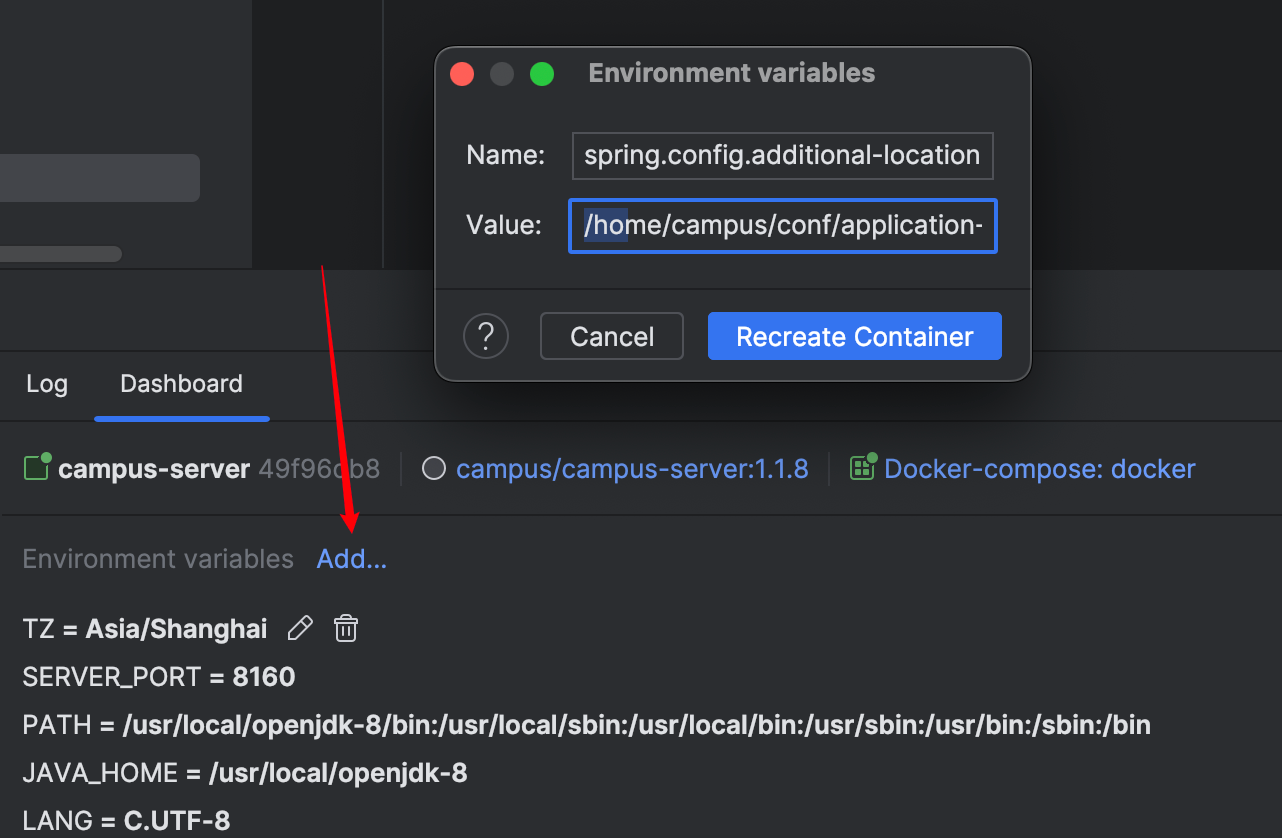 Environment variables
Name: spring.config.additional-location
Value: /home/campus/conf/application-
? Cancel Recreate Container
Log Dashboard
campus-server 49f96db8 campus/campus-server:1.1.8 Docker-compose: docker
Environment variables Add...
TZ = Asia/Shanghai
SERVER_PORT = 8160
PATH = /usr/local/openjdk-8/bin:/usr/local/sbin:/usr/local/bin:/usr/sbin:/usr/bin:/sbin:/bin
JAVA_HOME = /usr/local/openjdk-8
LANG = C.UTF-8